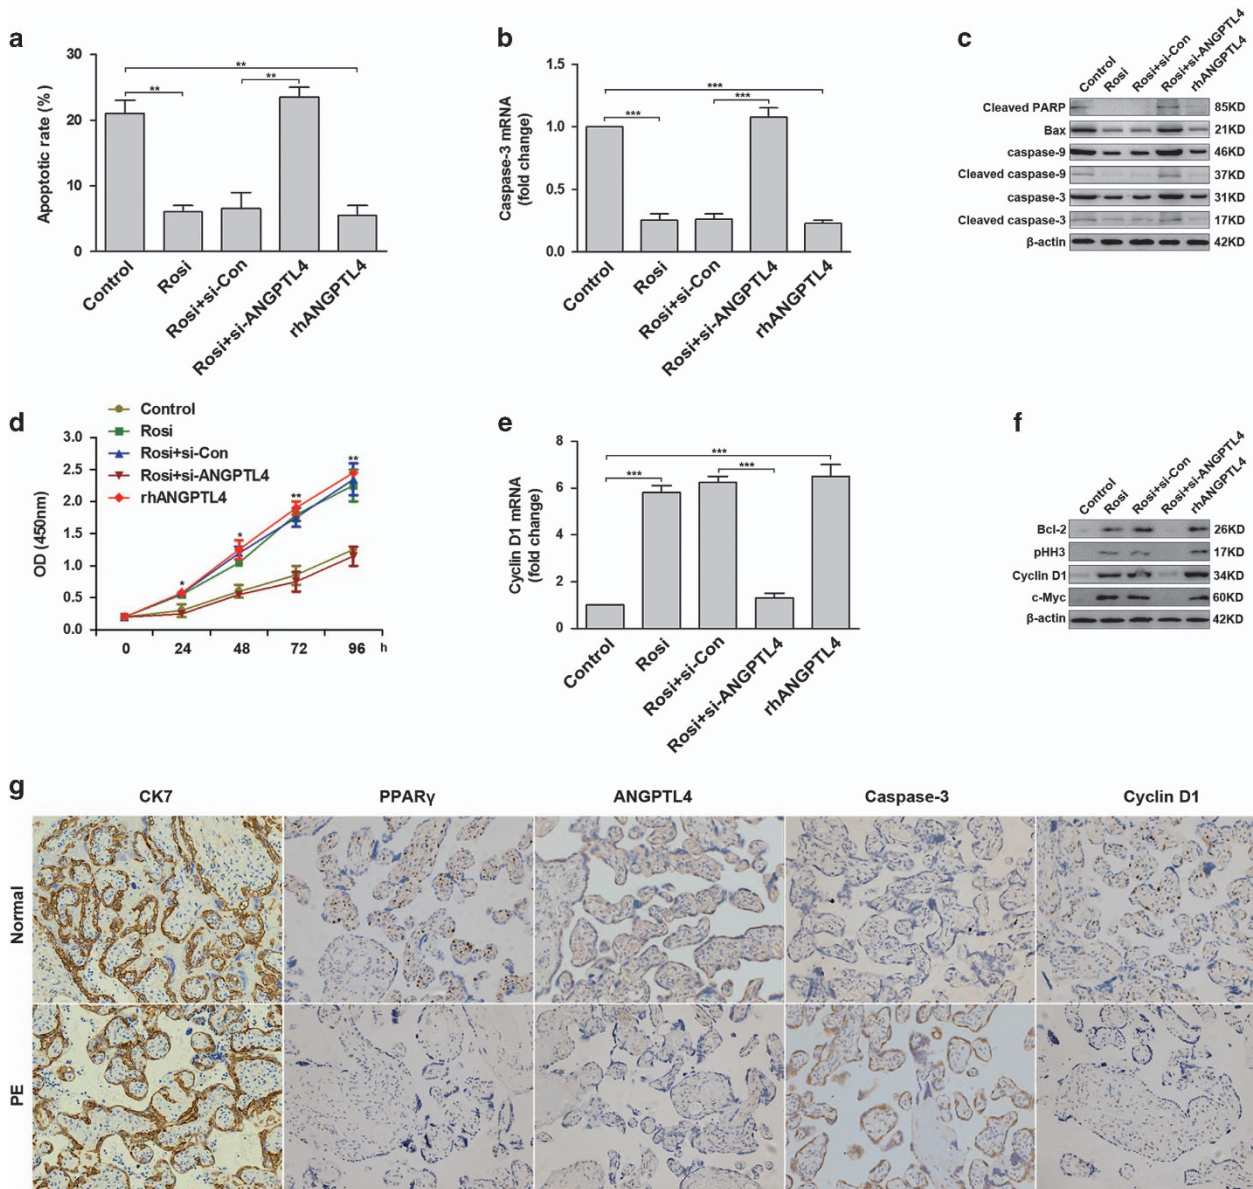 a
Apoptotic rate (%)
30
20
10
0
**
**
**
Control
Rosi
Rosi+si-Con
Rosi+si-ANGPTL4
rhANGPTL4
b
Caspase-3 mRNA
(fold change)
1.5
1.0
0.5
0.0
***
***
***
Control
Rosi
Rosi+si-Con
Rosi+si-ANGPTL4
rhANGPTL4
c
Control
Rosi
Rosi+si-Con
Rosi+si-ANGPTL4
rhANGPTL4
Cleaved PARP 85KD
Bax 21KD
caspase-9 46KD
Cleaved caspase-9 37KD
caspase-3 31KD
Cleaved caspase-3 17KD
β-actin 42KD
d
Control
Rosi
Rosi+si-Con
Rosi+si-ANGPTL4
rhANGPTL4
OD (450nm)
3.0
2.5
2.0
1.5
1.0
0.5
0.0
*
*
**
**
0 24 48 72 96 h
e
Cyclin D1 mRNA
(fold change)
8
6
4
2
0
***
***
***
Control
Rosi
Rosi+si-Con
Rosi+si-ANGPTL4
rhANGPTL4
f
Control
Rosi
Rosi+si-Con
Rosi+si-ANGPTL4
rhANGPTL4
Bcl-2 26KD
pHH3 17KD
Cyclin D1 34KD
c-Myc 60KD
β-actin 42KD
g
CK7 PPARγ ANGPTL4 Caspase-3 Cyclin D1
Normal
PE